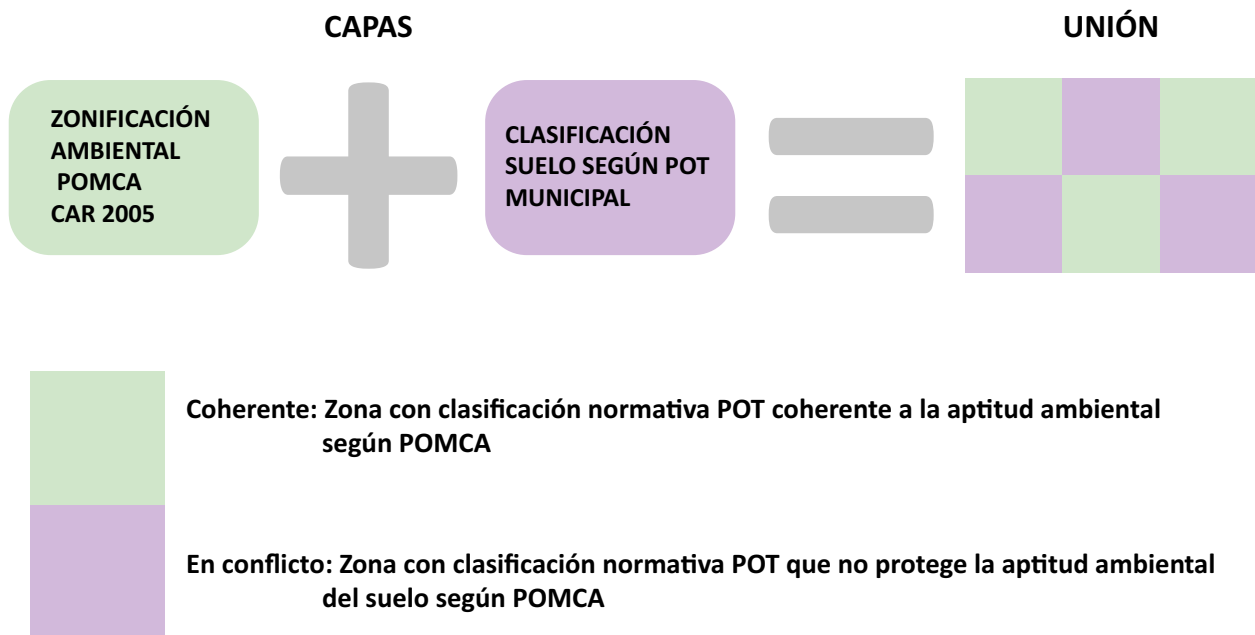 CAPAS
UNIÓN
ZONIFICACIÓN
AMBIENTAL
POMCA
CAR 2005
CLASIFICACIÓN
SUELO SEGÚN POT
MUNICIPAL
Coherente: Zona con clasificación normativa POT coherente a la aptitud ambiental
según POMCA
En conflicto: Zona con clasificación normativa POT que no protege la aptitud ambiental
del suelo según POMCA